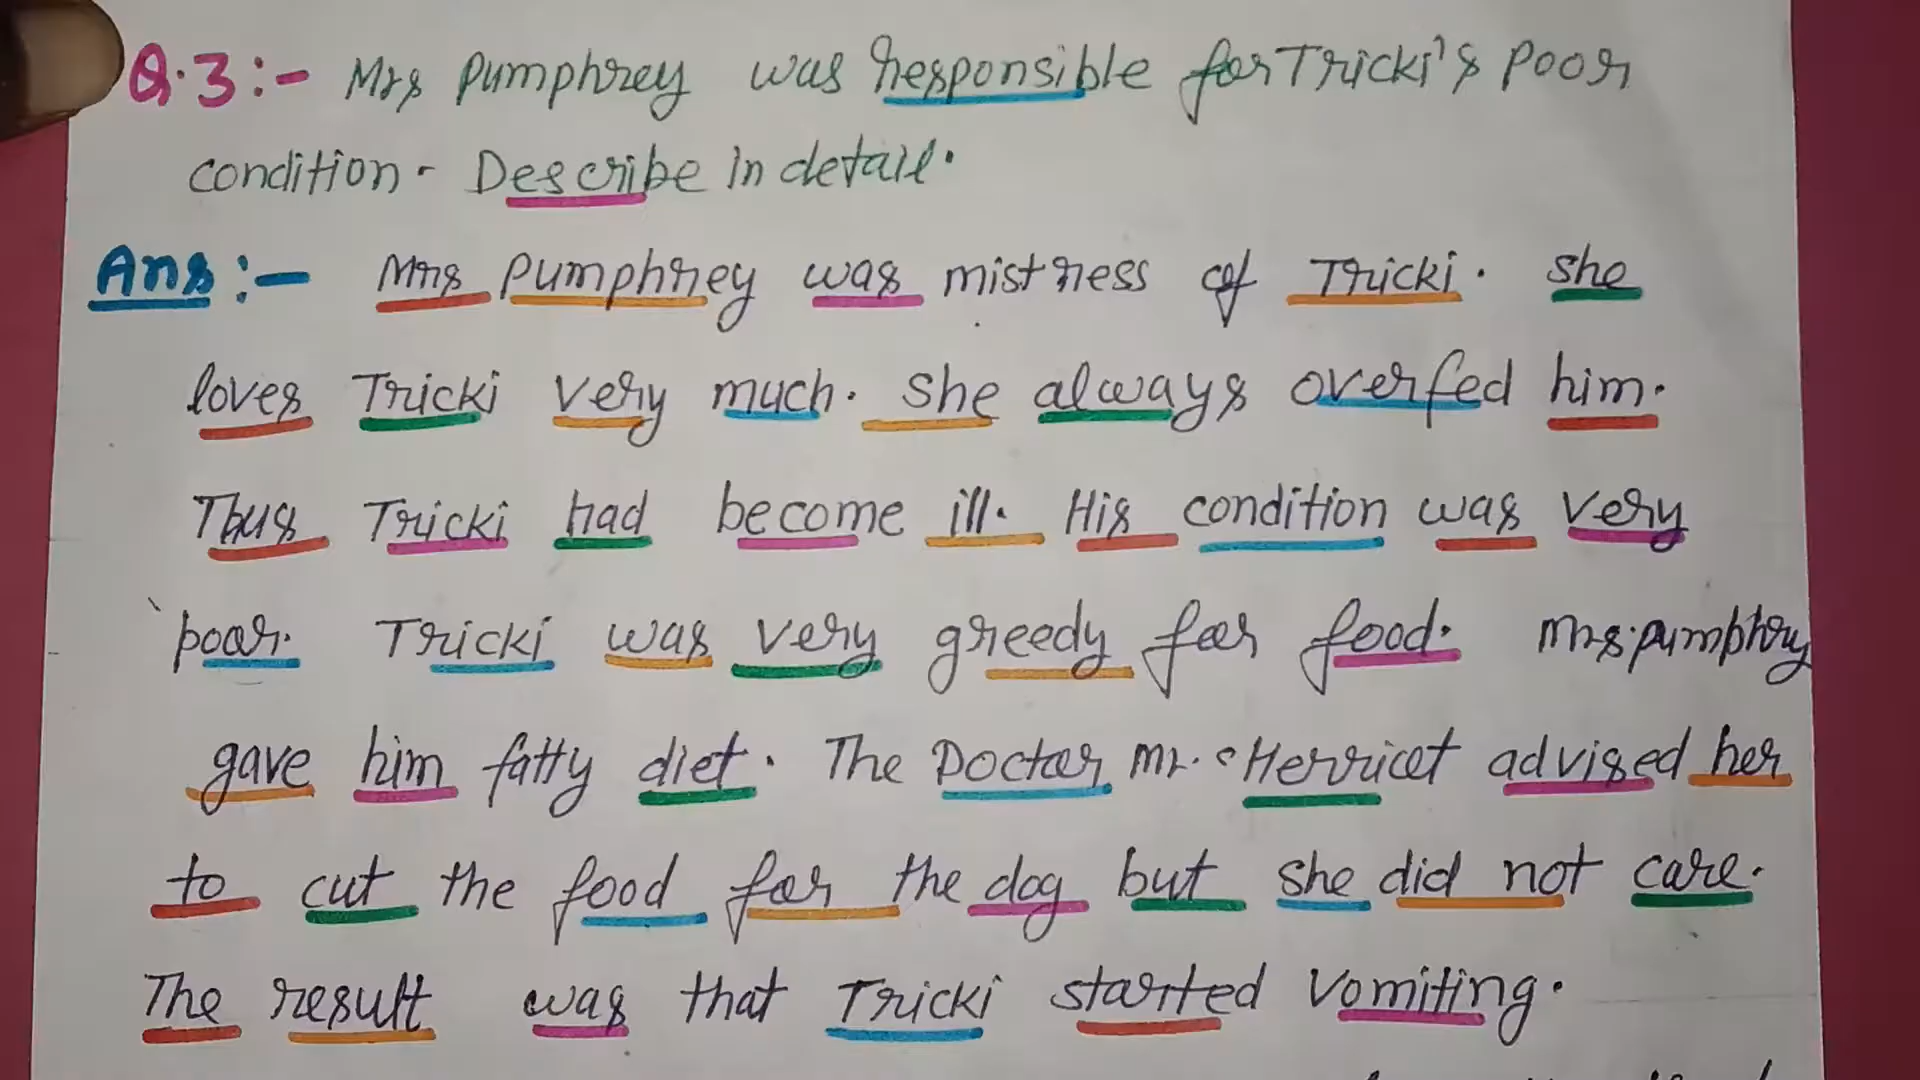 Q.3:- Mrs Pumphrey was responsible for Tricki's poor
condition - Describe in detail.
Ans:- Mrs Pumphrey was mistress of Tricki. she
loves Tricki very much. She always overfed him.
Thus Tricki had become ill. His condition was very
poor. Tricki was very greedy for food. Mrs. pumphry
gave him fatty diet. The Doctor Mr. Herricot advised her
to cut the food for the dog but she did not care.
The result was that Tricki started vomiting.